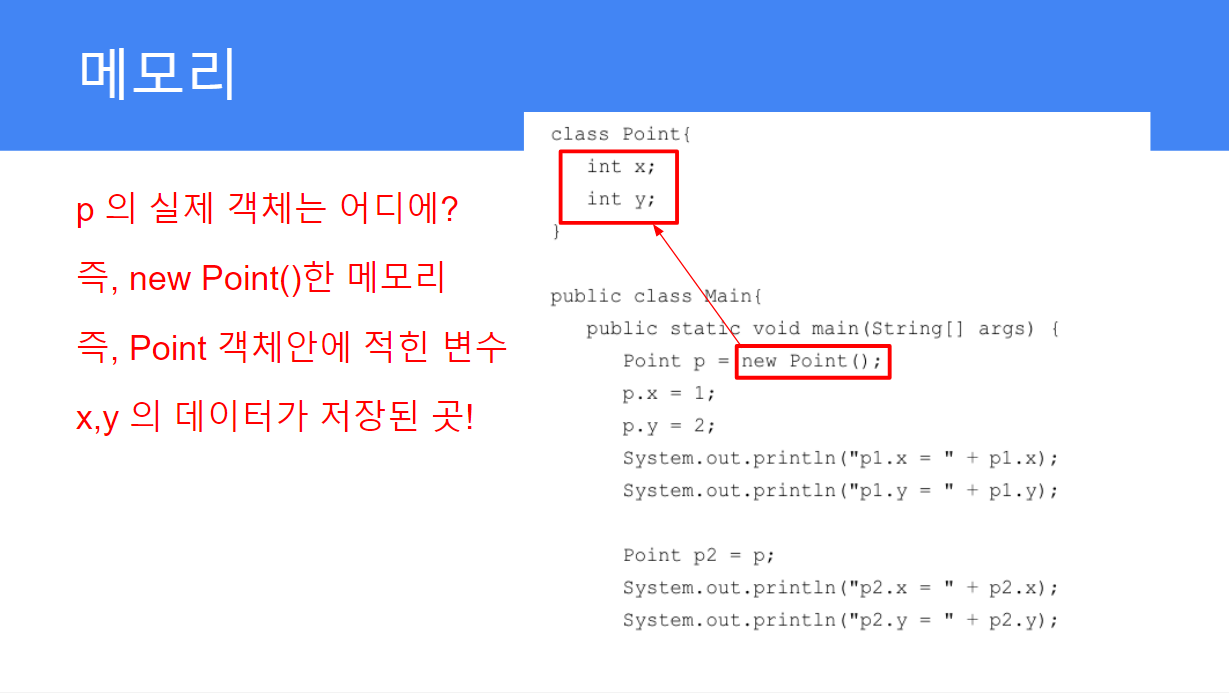 메모리
p 의 실제 객체는 어디에?
즉, new Point()한 메모리
즉, Point 객체안에 적힌 변수
x,y 의 데이터가 저장된 곳!
class Point{
int x;
int y;
}
public class Main{
public static void main(String[] args) {
Point p = new Point();
p.x = 1;
p.y = 2;
System.out.println("p1.x = " + p1.x);
System.out.println("p1.y = " + p1.y);
Point p2 = p;
System.out.println("p2.x = " + p2.x);
System.out.println("p2.y = " + p2.y);